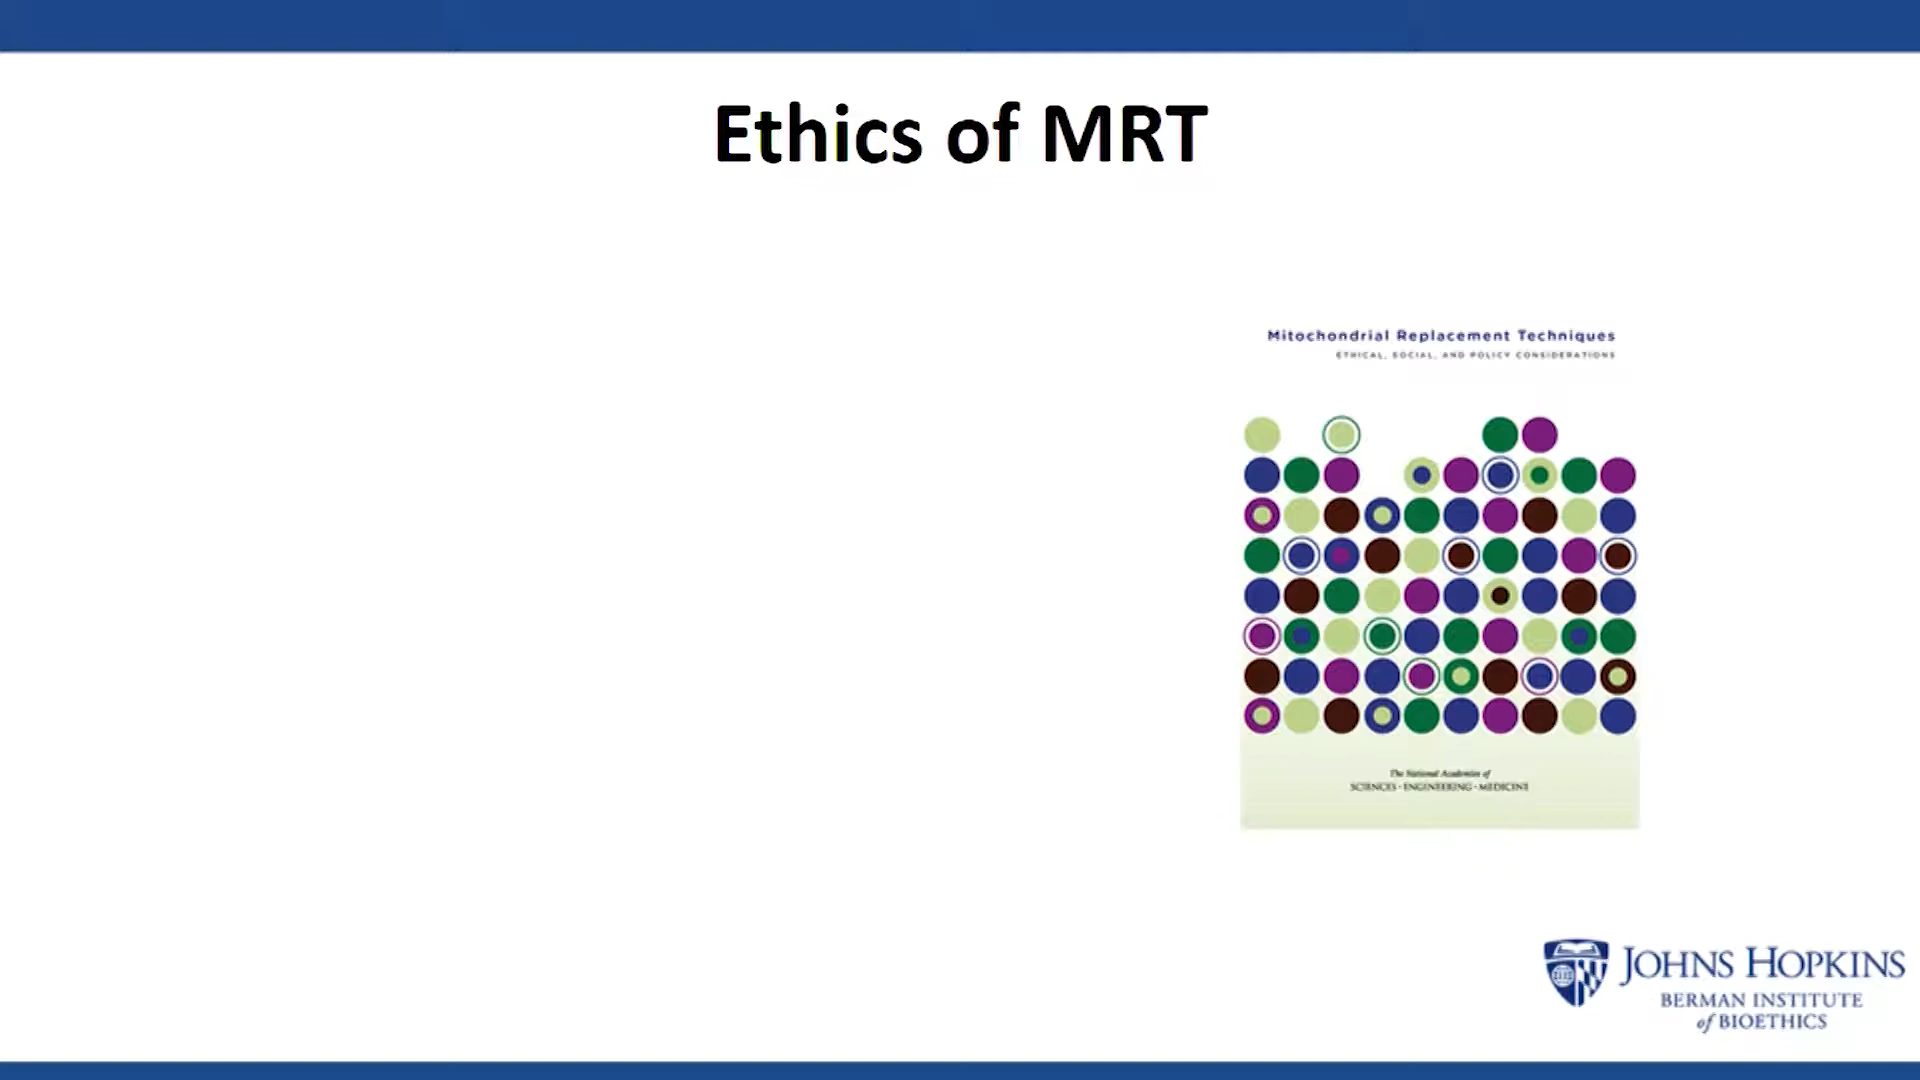 Ethics of MRT
Mitochondrial Replacement Techniques
ETHICAL, SOCIAL, AND POLICY CONSIDERATIONS
The National Academies of
SCIENCES · ENGINEERING · MEDICINE
JOHNS HOPKINS
BERMAN INSTITUTE
of BIOETHICS